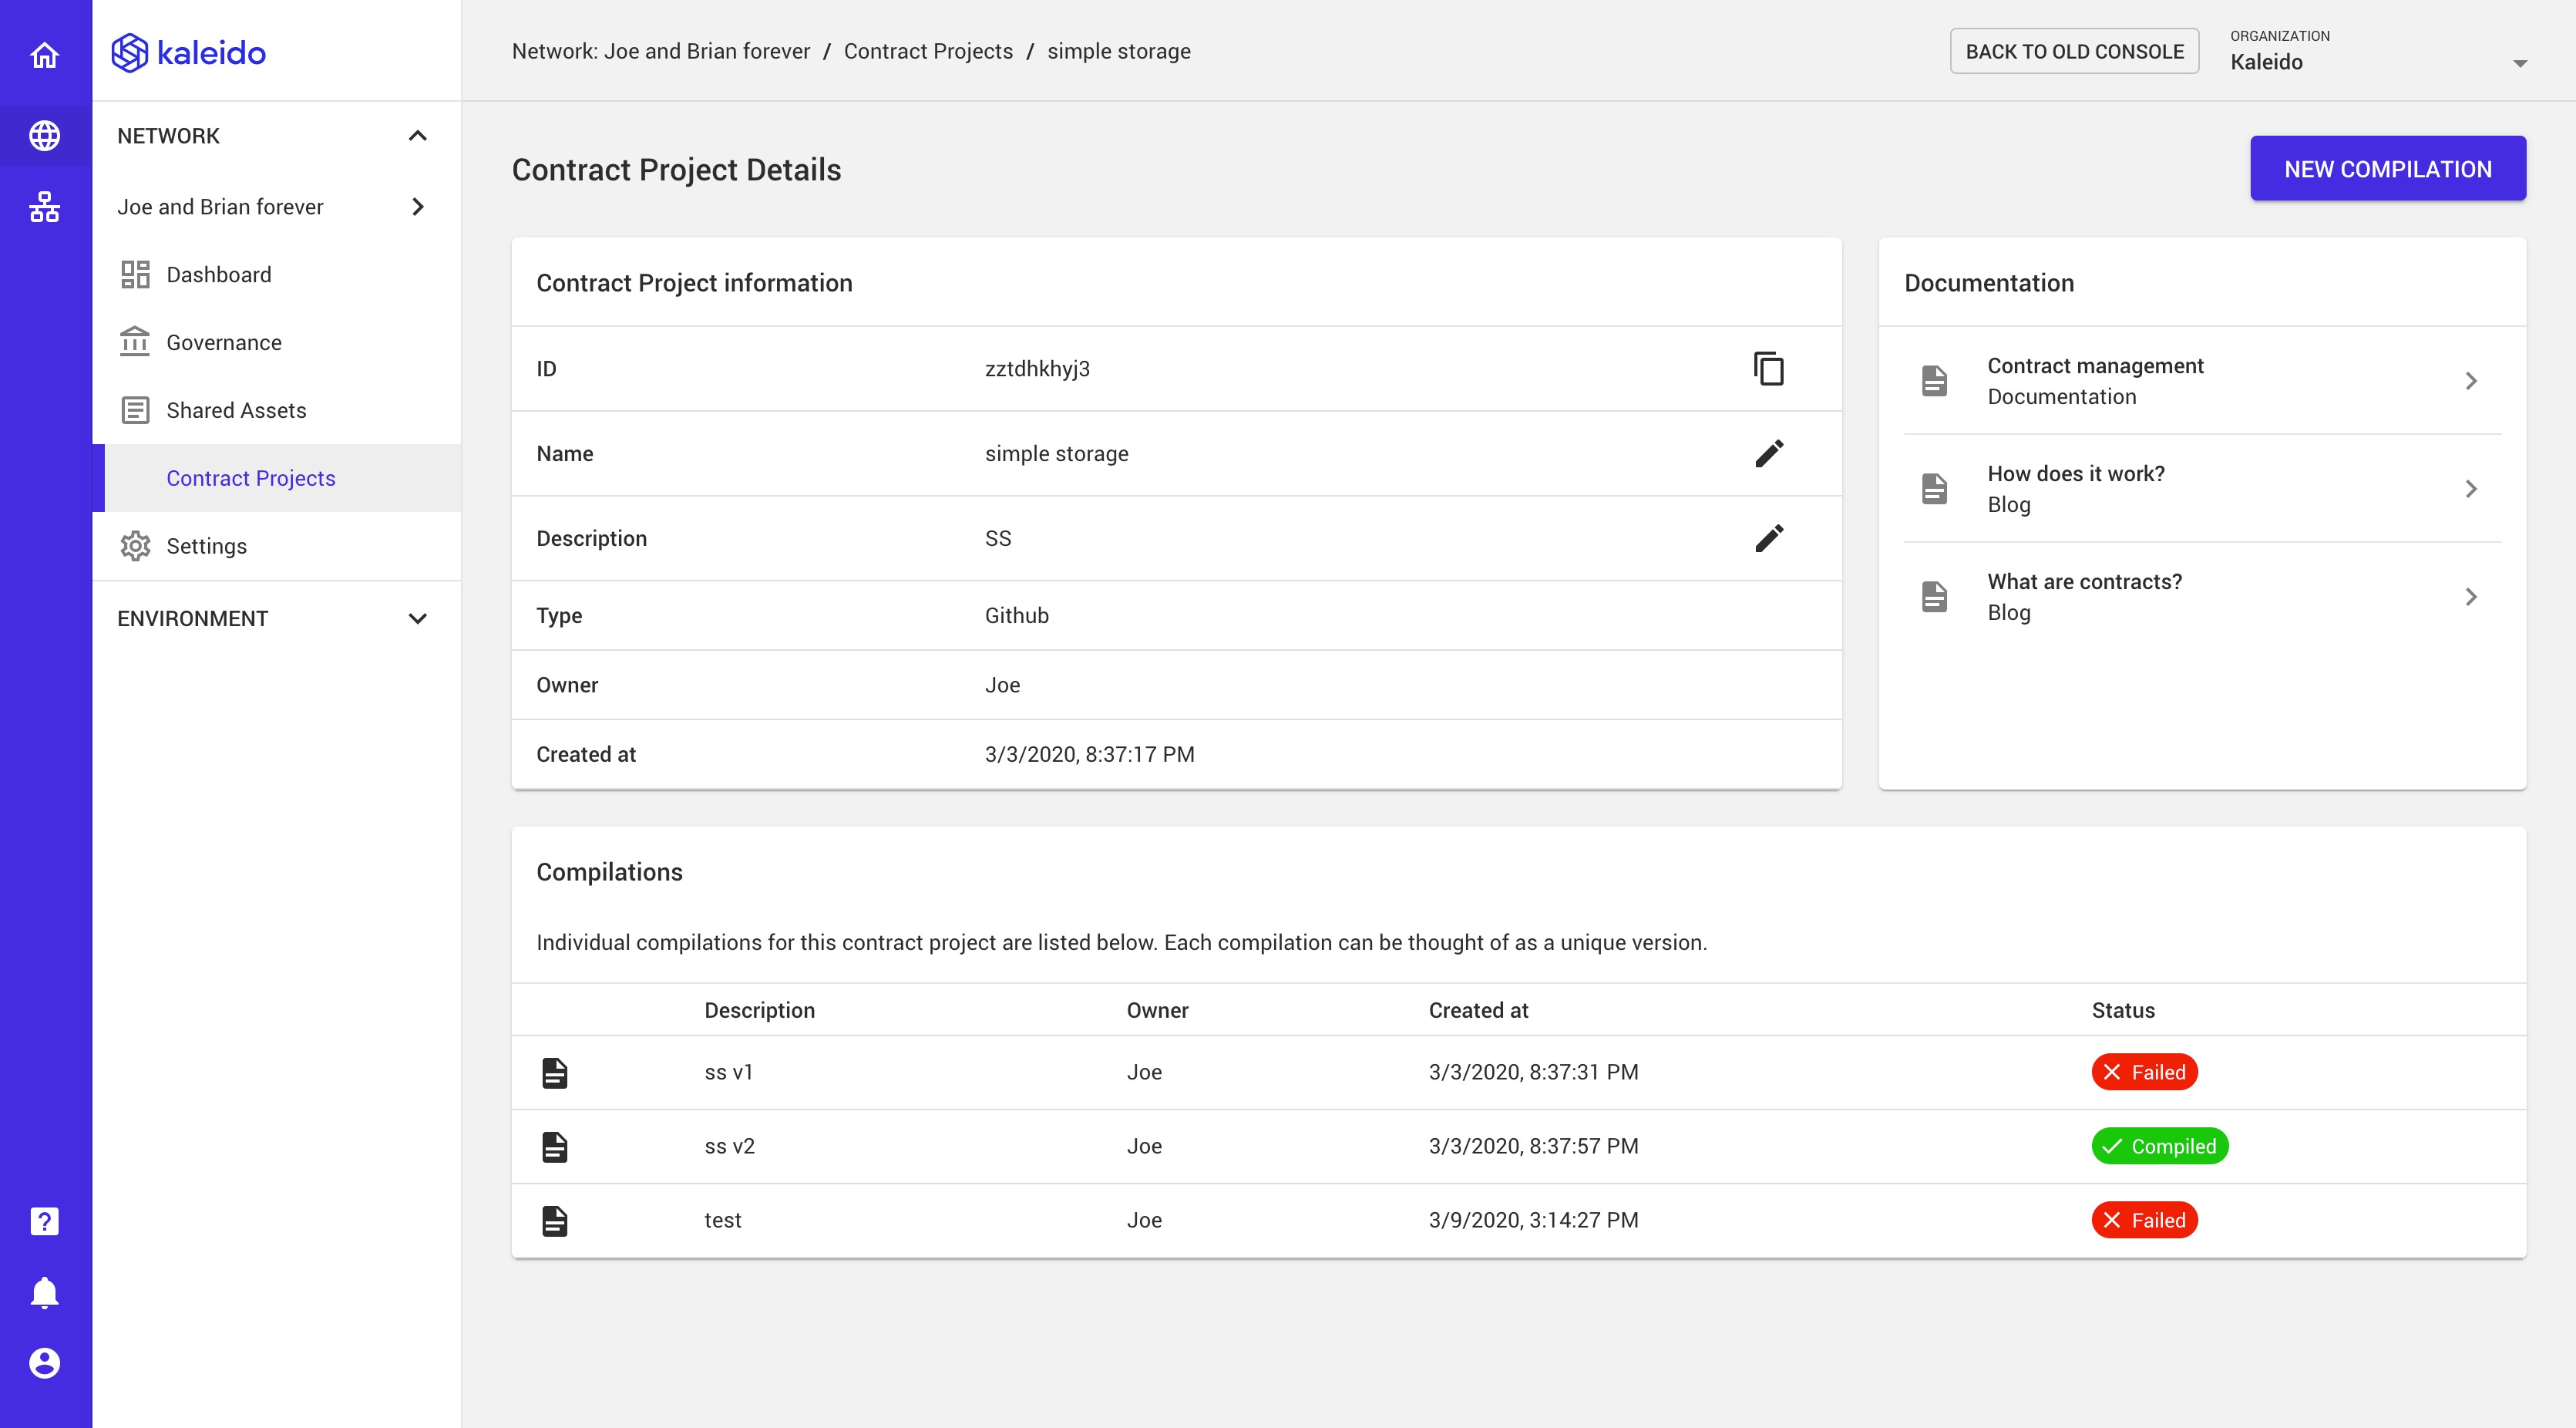 kaleido
Network: Joe and Brian forever / Contract Projects / simple storage
BACK TO OLD CONSOLE
ORGANIZATION
Kaleido
NETWORK
Joe and Brian forever
Dashboard
Governance
Shared Assets
Contract Projects
Settings
ENVIRONMENT
Contract Project Details
NEW COMPILATION
Contract Project information
ID zztdhkhyj3
Name simple storage
Description SS
Type Github
Owner Joe
Created at 3/3/2020, 8:37:17 PM
Documentation
Contract management
Documentation
How does it work?
Blog
What are contracts?
Blog
Compilations
Individual compilations for this contract project are listed below. Each compilation can be thought of as a unique version.
Description Owner Created at Status
ss v1 Joe 3/3/2020, 8:37:31 PM Failed
ss v2 Joe 3/3/2020, 8:37:57 PM Compiled
test Joe 3/9/2020, 3:14:27 PM Failed
?